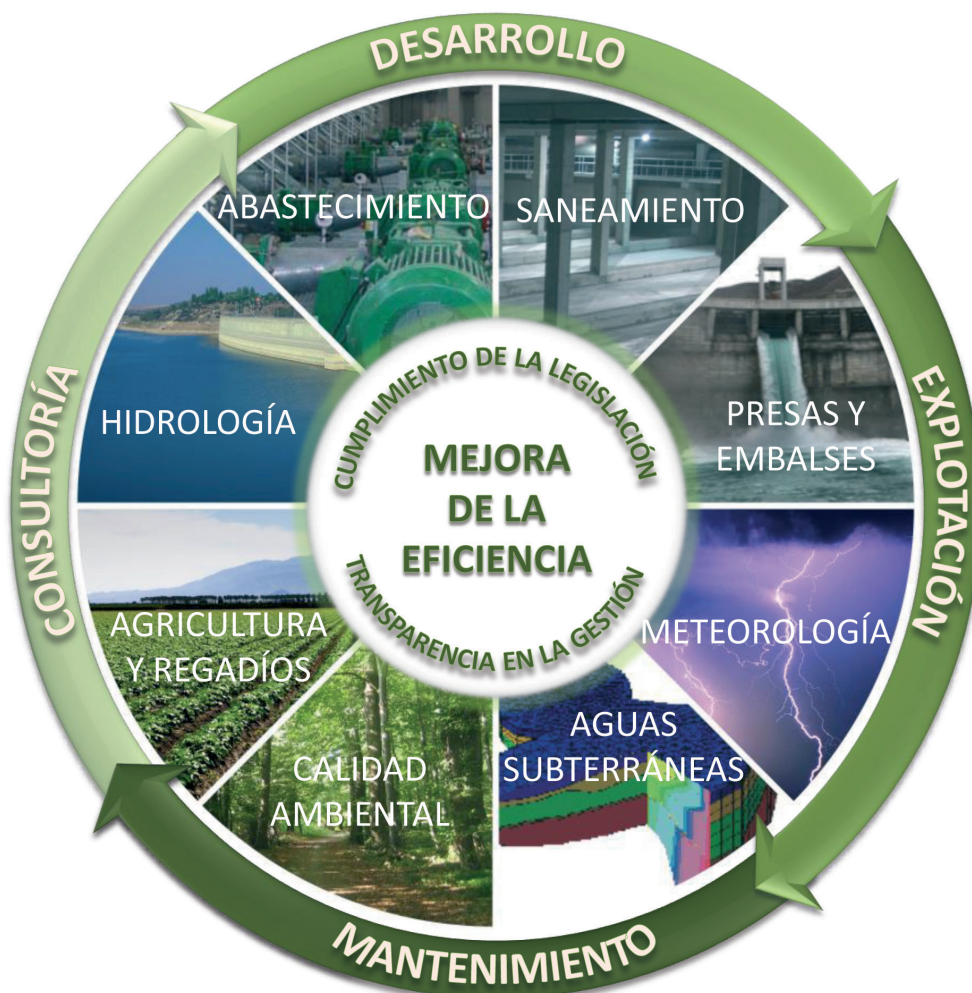 DESARROLLO
EXPLOTACIÓN
MANTENIMIENTO
CONSULTORÍA
ABASTECIMIENTO
SANEAMIENTO
PRESAS Y
EMBALSES
METEOROLOGÍA
AGUAS
SUBTERRÁNEAS
CALIDAD
AMBIENTAL
AGRICULTURA
Y REGADÍOS
HIDROLOGÍA
CUMPLIMIENTO DE LA LEGISLACIÓN
MEJORA
DE LA
EFICIENCIA
TRANSPARENCIA EN LA GESTIÓN